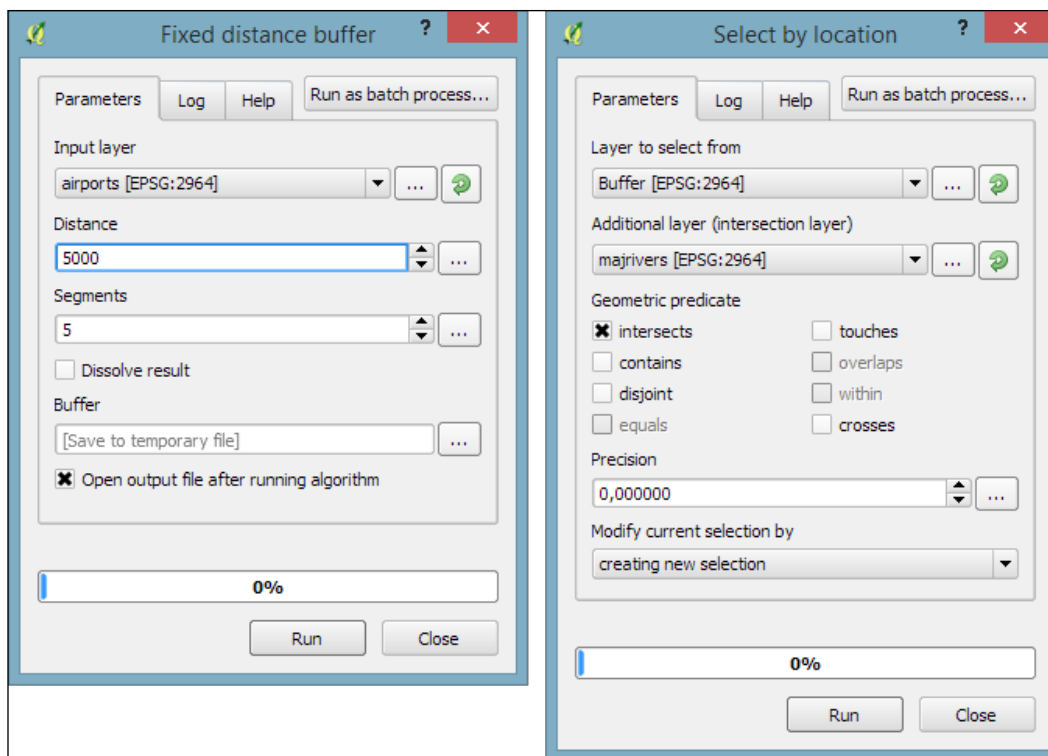 Fixed distance buffer
?
×
Parameters
Log
Help
Run as batch process...
Input layer
airports [EPSG:2964]
...
Distance
5000
...
Segments
5
...
Dissolve result
Buffer
[Save to temporary file]
...
Open output file after running algorithm
0%
Run
Close
Select by location
?
×
Parameters
Log
Help
Run as batch process...
Layer to select from
Buffer [EPSG:2964]
...
Additional layer (intersection layer)
majrivers [EPSG:2964]
...
Geometric predicate
intersects
touches
contains
overlaps
disjoint
within
equals
crosses
Precision
0,000000
...
Modify current selection by
creating new selection
0%
Run
Close